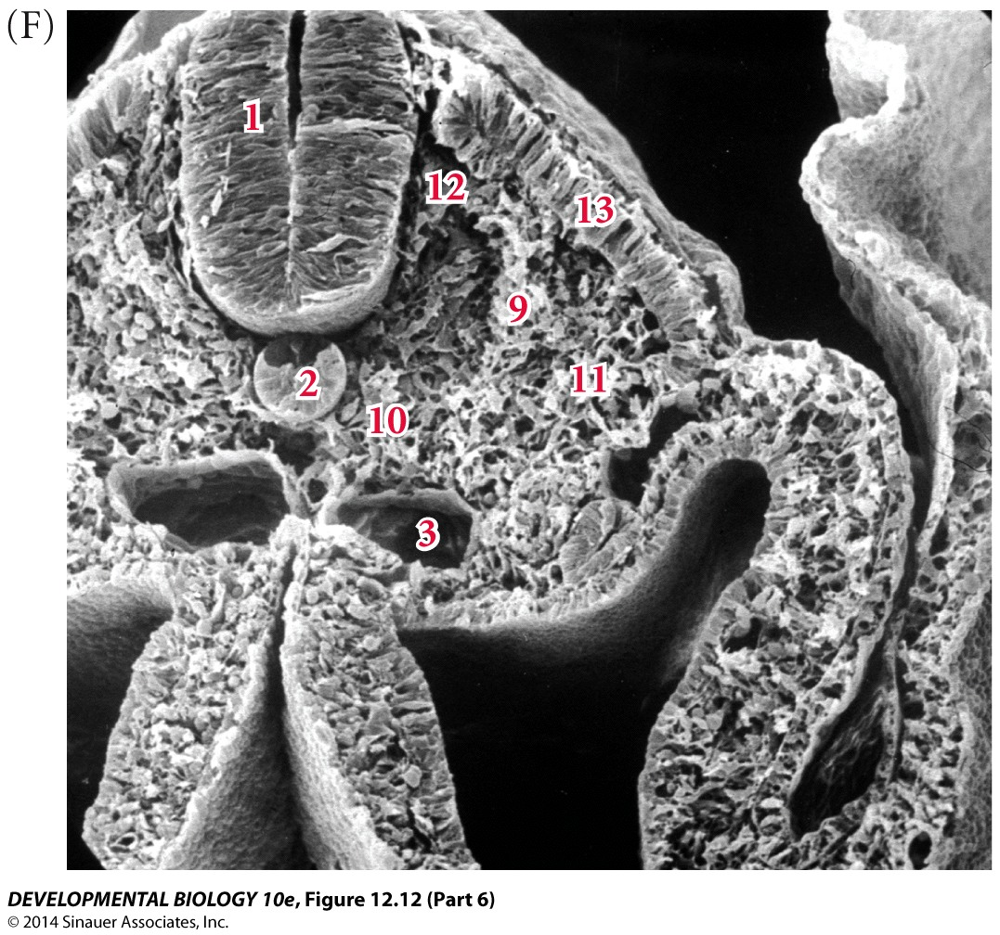 (F)
1
12
13
9
2
11
10
3
DEVELOPMENTAL BIOLOGY 10e, Figure 12.12 (Part 6)
© 2014 Sinauer Associates, Inc.